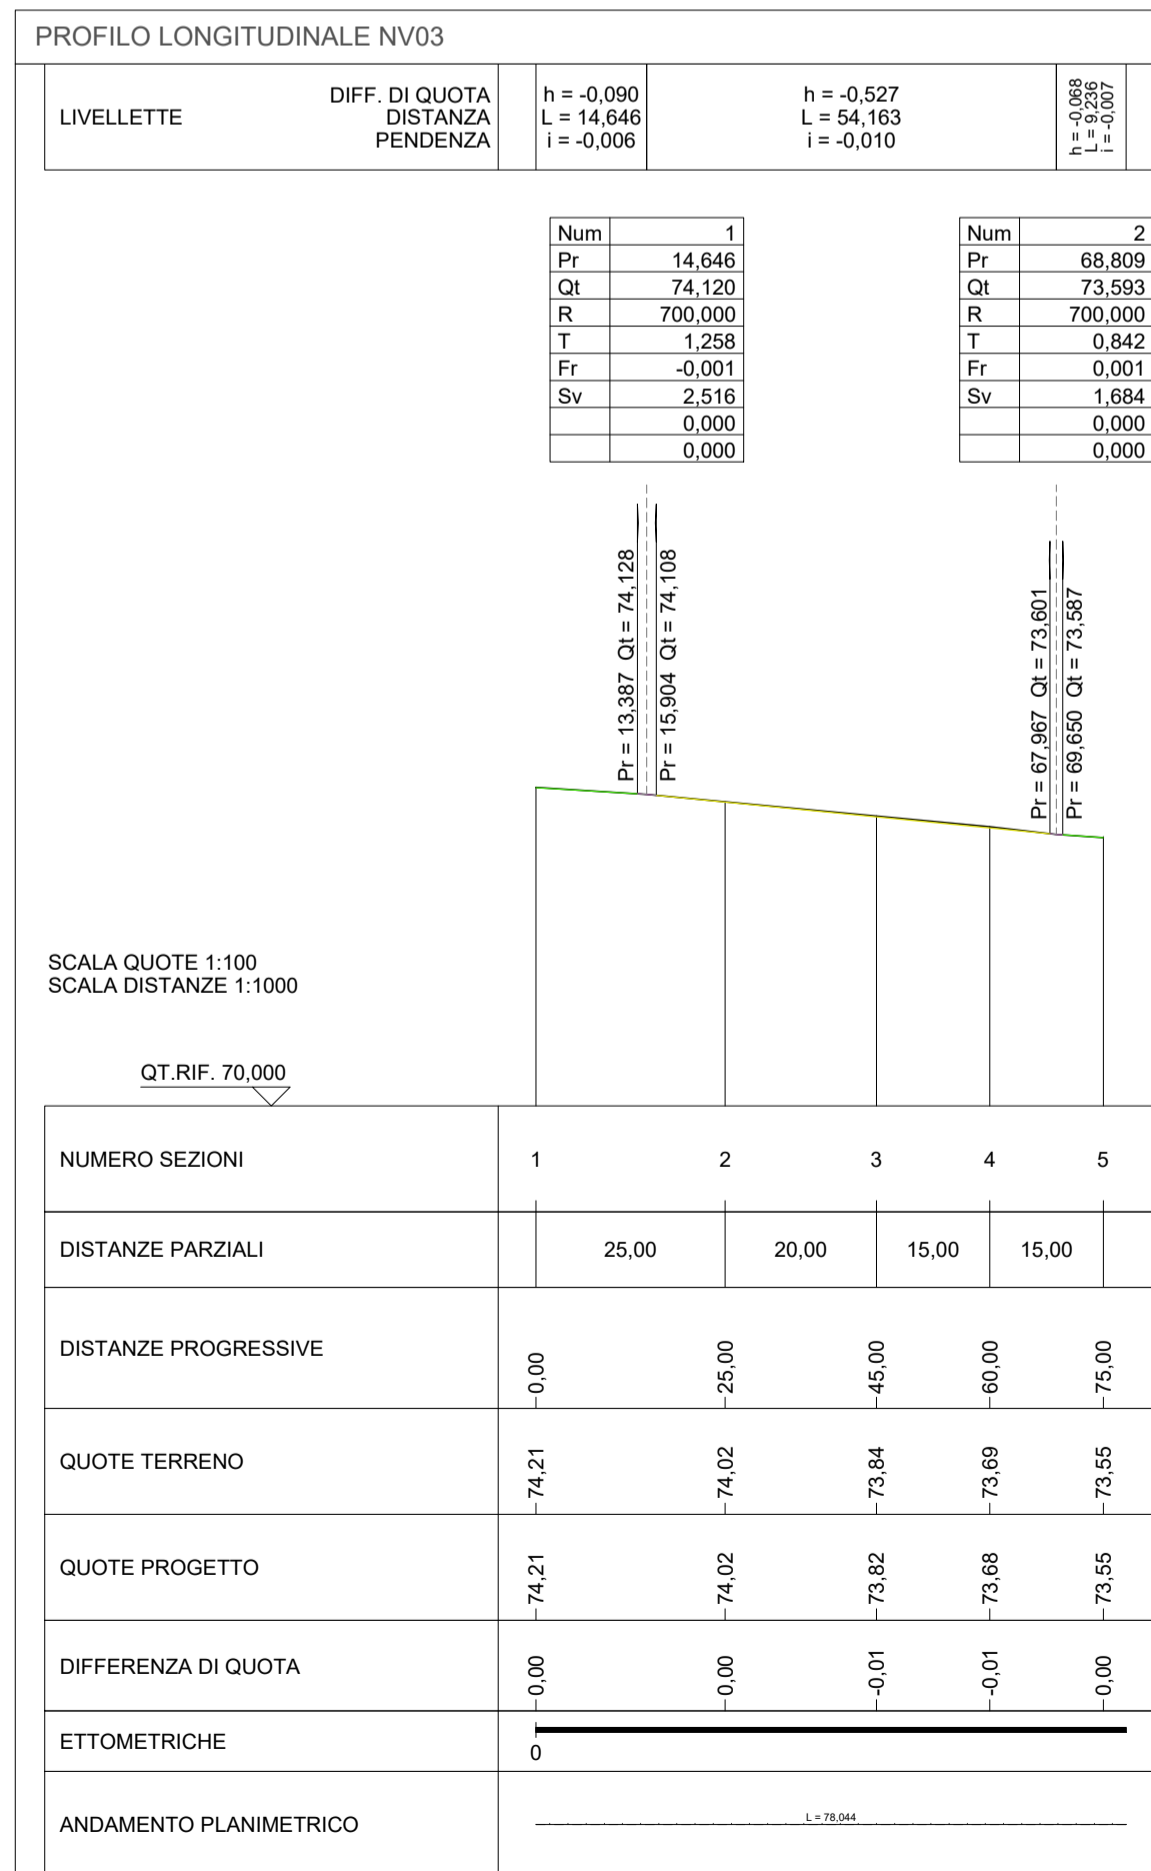 PROFILO LONGITUDINALE NV03
LIVELLETTE
DIFF. DI QUOTA
DISTANZA
PENDENZA
h = -0,090
L = 14,646
i = -0,006
h = -0,527
L = 54,163
i = -0,010
h = -0,068
L = 9,236
i = -0,007
Num 1
Pr 14,646
Qt 74,120
R 700,000
T 1,258
Fr -0,001
Sv 2,516
0,000
0,000
Num 2
Pr 68,809
Qt 73,593
R 700,000
T 0,842
Fr 0,001
Sv 1,684
0,000
0,000
Pr = 13,387 Qt = 74,128
Pr = 15,904 Qt = 74,108
Pr = 67,967 Qt = 73,601
Pr = 69,650 Qt = 73,587
SCALA QUOTE 1:100
SCALA DISTANZE 1:1000
QT.RIF. 70,000
NUMERO SEZIONI 1 2 3 4 5
DISTANZE PARZIALI 25,00 20,00 15,00 15,00
DISTANZE PROGRESSIVE 0,00 25,00 45,00 60,00 75,00
QUOTE TERRENO 74,21 74,02 73,84 73,69 73,55
QUOTE PROGETTO 74,21 74,02 73,82 73,68 73,55
DIFFERENZA DI QUOTA 0,00 0,00 -0,01 -0,01 0,00
ETTOMETRICHE 0
ANDAMENTO PLANIMETRICO L = 78,044